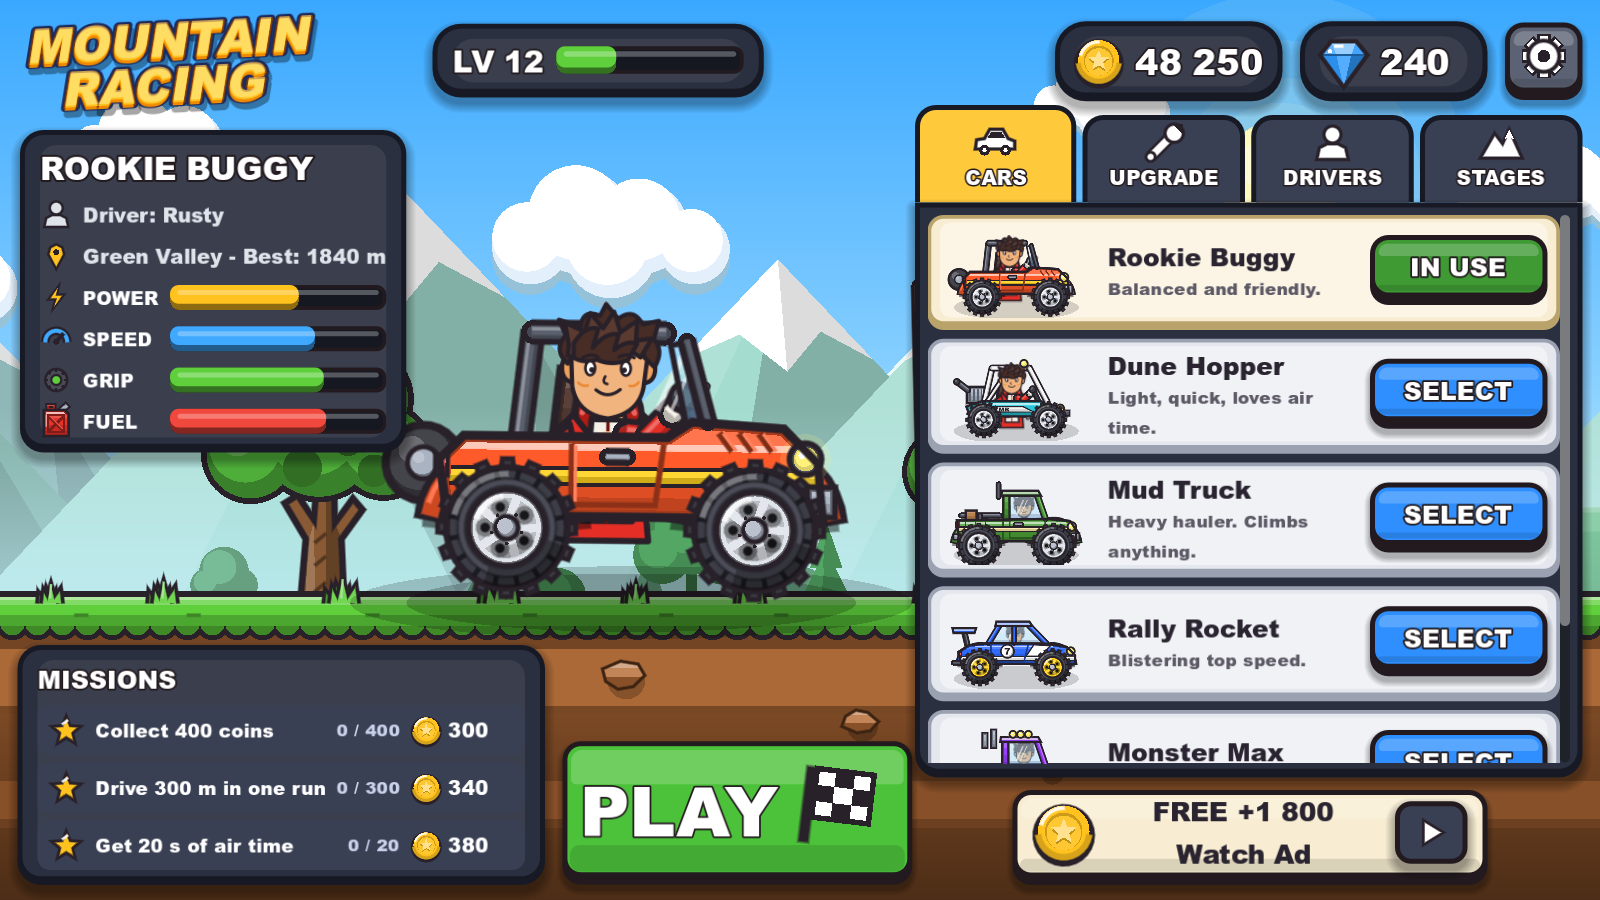 MOUNTAIN
RACING
LV 12
48 250
240
ROOKIE BUGGY
Driver: Rusty
Green Valley - Best: 1840 m
POWER
SPEED
GRIP
FUEL
CARS
UPGRADE
DRIVERS
STAGES
Rookie Buggy
Balanced and friendly.
IN USE
Dune Hopper
Light, quick, loves air
time.
SELECT
Mud Truck
Heavy hauler. Climbs
anything.
SELECT
Rally Rocket
Blistering top speed.
SELECT
7
Monster Max
SELECT
MISSIONS
Collect 400 coins 0 / 400 300
Drive 300 m in one run 0 / 300 340
Get 20 s of air time 0 / 20 380
PLAY
FREE +1 800
Watch Ad